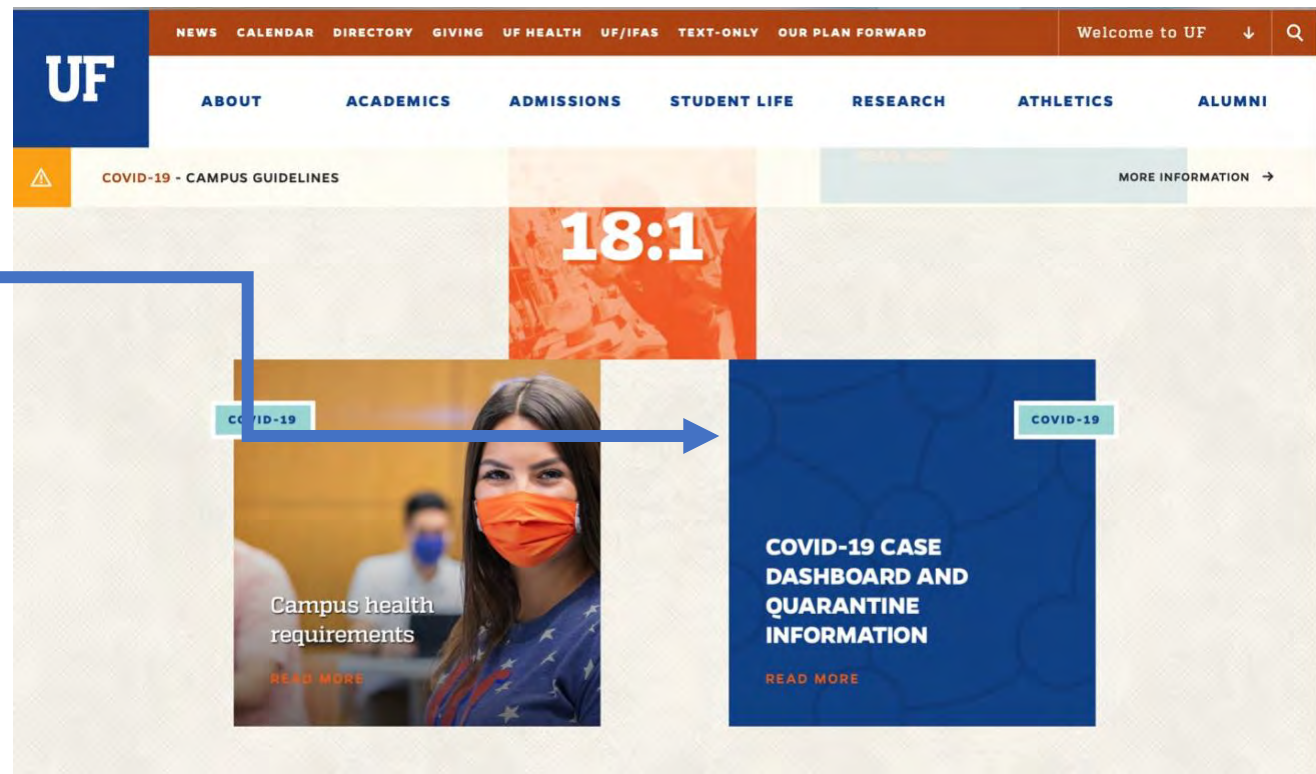 NEWS CALENDAR DIRECTORY GIVING UF HEALTH UF/IFAS TEXT-ONLY OUR PLAN FORWARD Welcome to UF
UF
ABOUT ACADEMICS ADMISSIONS STUDENT LIFE RESEARCH ATHLETICS ALUMNI
COVID-19 - CAMPUS GUIDELINES MORE INFORMATION →
18:1
COVID-19
Campus health
requirements
READ MORE
UF
COVID-19
COVID-19 CASE
DASHBOARD AND
QUARANTINE
INFORMATION
READ MORE